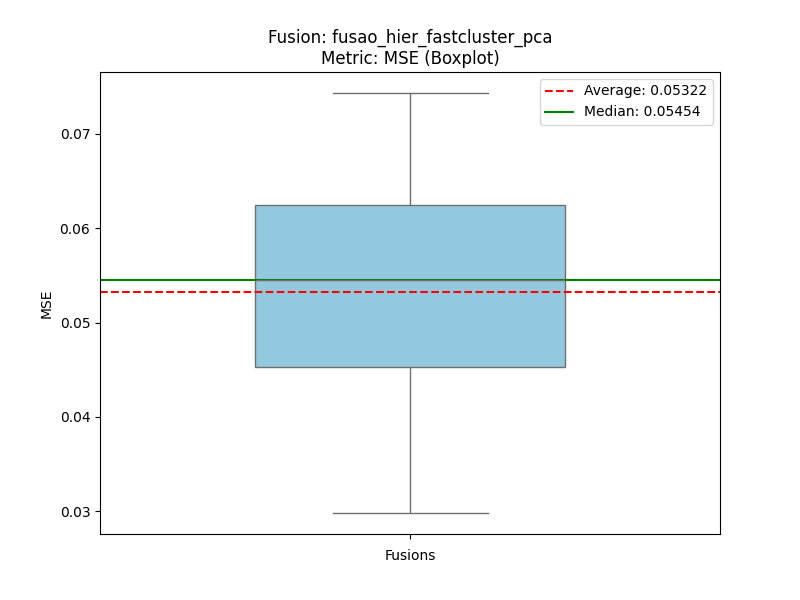 Fusion: fusao_hier_fastcluster_pca
Metric: MSE (Boxplot)
Average: 0.05322
Median: 0.05454
0.07
0.06
0.05
0.04
0.03
MSE
Fusions